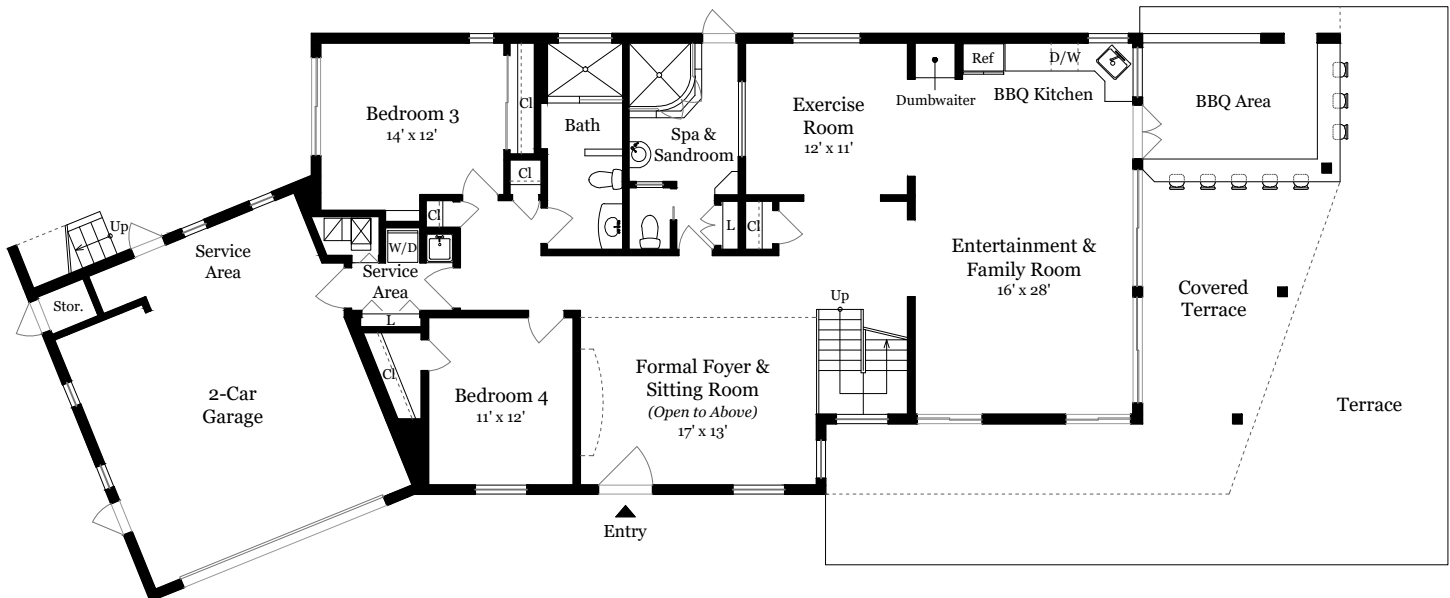 Ref
D/W
BBQ Kitchen
Dumbwaiter
BBQ Area
Bedroom 3
14' x 12'
Cl
Bath
Spa &
Sandroom
Exercise
Room
12' x 11'
Cl
Cl
L
Cl
Up
Service
Area
Stor.
W/D
Service
Area
L
Entertainment &
Family Room
16' x 28'
Covered
Terrace
Up
2-Car
Garage
Cl
Bedroom 4
11' x 12'
Formal Foyer &
Sitting Room
(Open to Above)
17' x 13'
Terrace
Entry